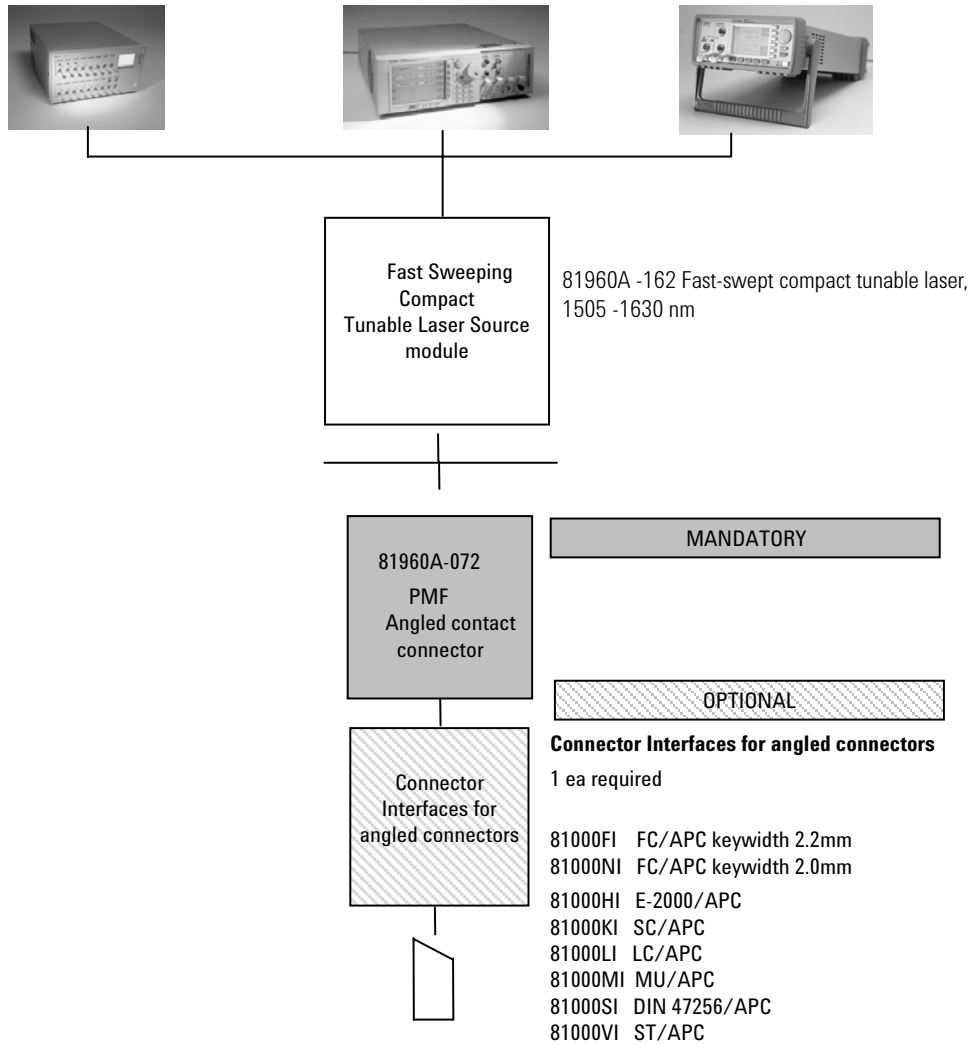 Fast Sweeping
Compact
Tunable Laser Source
module
81960A -162 Fast-swept compact tunable laser,
1505 -1630 nm
81960A-072
PMF
Angled contact
connector
MANDATORY
OPTIONAL
Connector
Interfaces for
angled connectors
Connector Interfaces for angled connectors
1 ea required
81000FI FC/APC keywidth 2.2mm
81000NI FC/APC keywidth 2.0mm
81000HI E-2000/APC
81000KI SC/APC
81000LI LC/APC
81000MI MU/APC
81000SI DIN 47256/APC
81000VI ST/APC